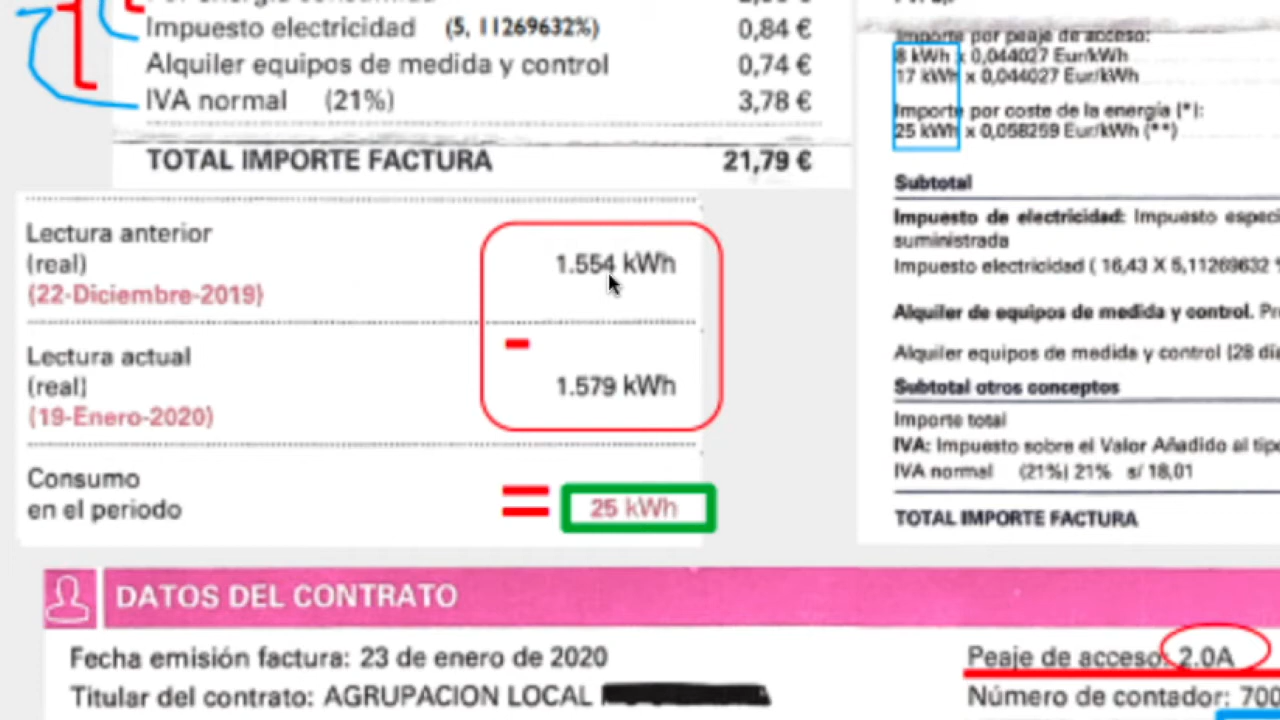 Impuesto electricidad (5, 11269632%) 0,84 €
Alquiler equipos de medida y control 0,74 €
IVA normal (21%) 3,78 €
TOTAL IMPORTE FACTURA 21,79 €
Lectura anterior
(real) 1.554 kWh
(22-Diciembre-2019)
Lectura actual
(real) 1.579 kWh
(19-Enero-2020)
Consumo
en el periodo 25 kWh
Importe por peaje de acceso:
8 kWh x 0,044027 Eur/kWh
17 kWh x 0,044027 Eur/kWh
Importe por coste de la energía (*):
25 kWh x 0,058259 Eur/kWh (**)
Subtotal
Impuesto de electricidad: Impuesto especi
suministrada
Impuesto electricidad ( 16,43 X 5,11269632 %
Alquiler de equipos de medida y control. Pr
Alquiler equipos de medida y control (28 día
Subtotal otros conceptos
Importe total
IVA: Impuesto sobre el Valor Añadido al tipo
IVA normal (21%) 21% s/ 18,01
TOTAL IMPORTE FACTURA
DATOS DEL CONTRATO
Fecha emisión factura: 23 de enero de 2020
Titular del contrato: AGRUPACION LOCAL
Peaje de acceso: 2.0A
Número de contador: 700